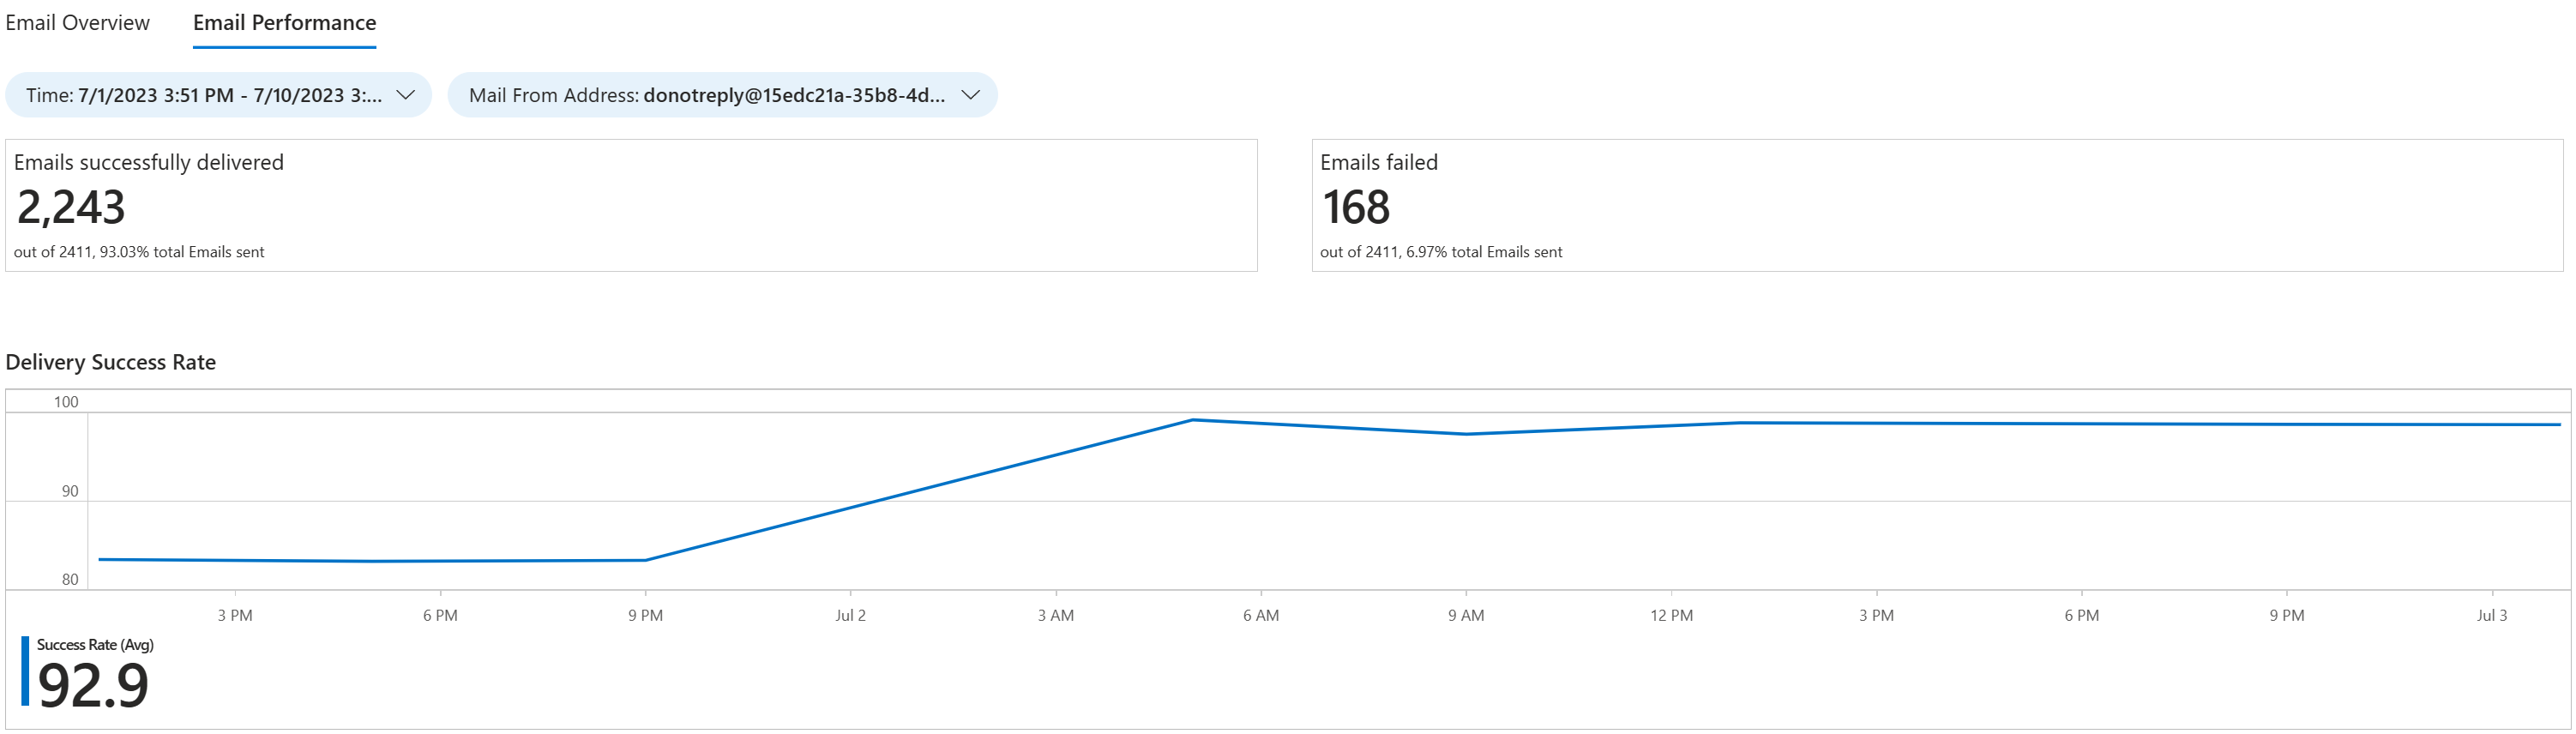 Email Overview Email Performance
Time: 7/1/2023 3:51 PM - 7/10/2023 3:... Mail From Address: donotreply@15edc21a-35b8-4d...
Emails successfully delivered
2,243
out of 2411, 93.03% total Emails sent
Emails failed
168
out of 2411, 6.97% total Emails sent
Delivery Success Rate
100
90
80
3 PM 6 PM 9 PM Jul 2 3 AM 6 AM 9 AM 12 PM 3 PM 6 PM 9 PM Jul 3
Success Rate (Avg)
92.9